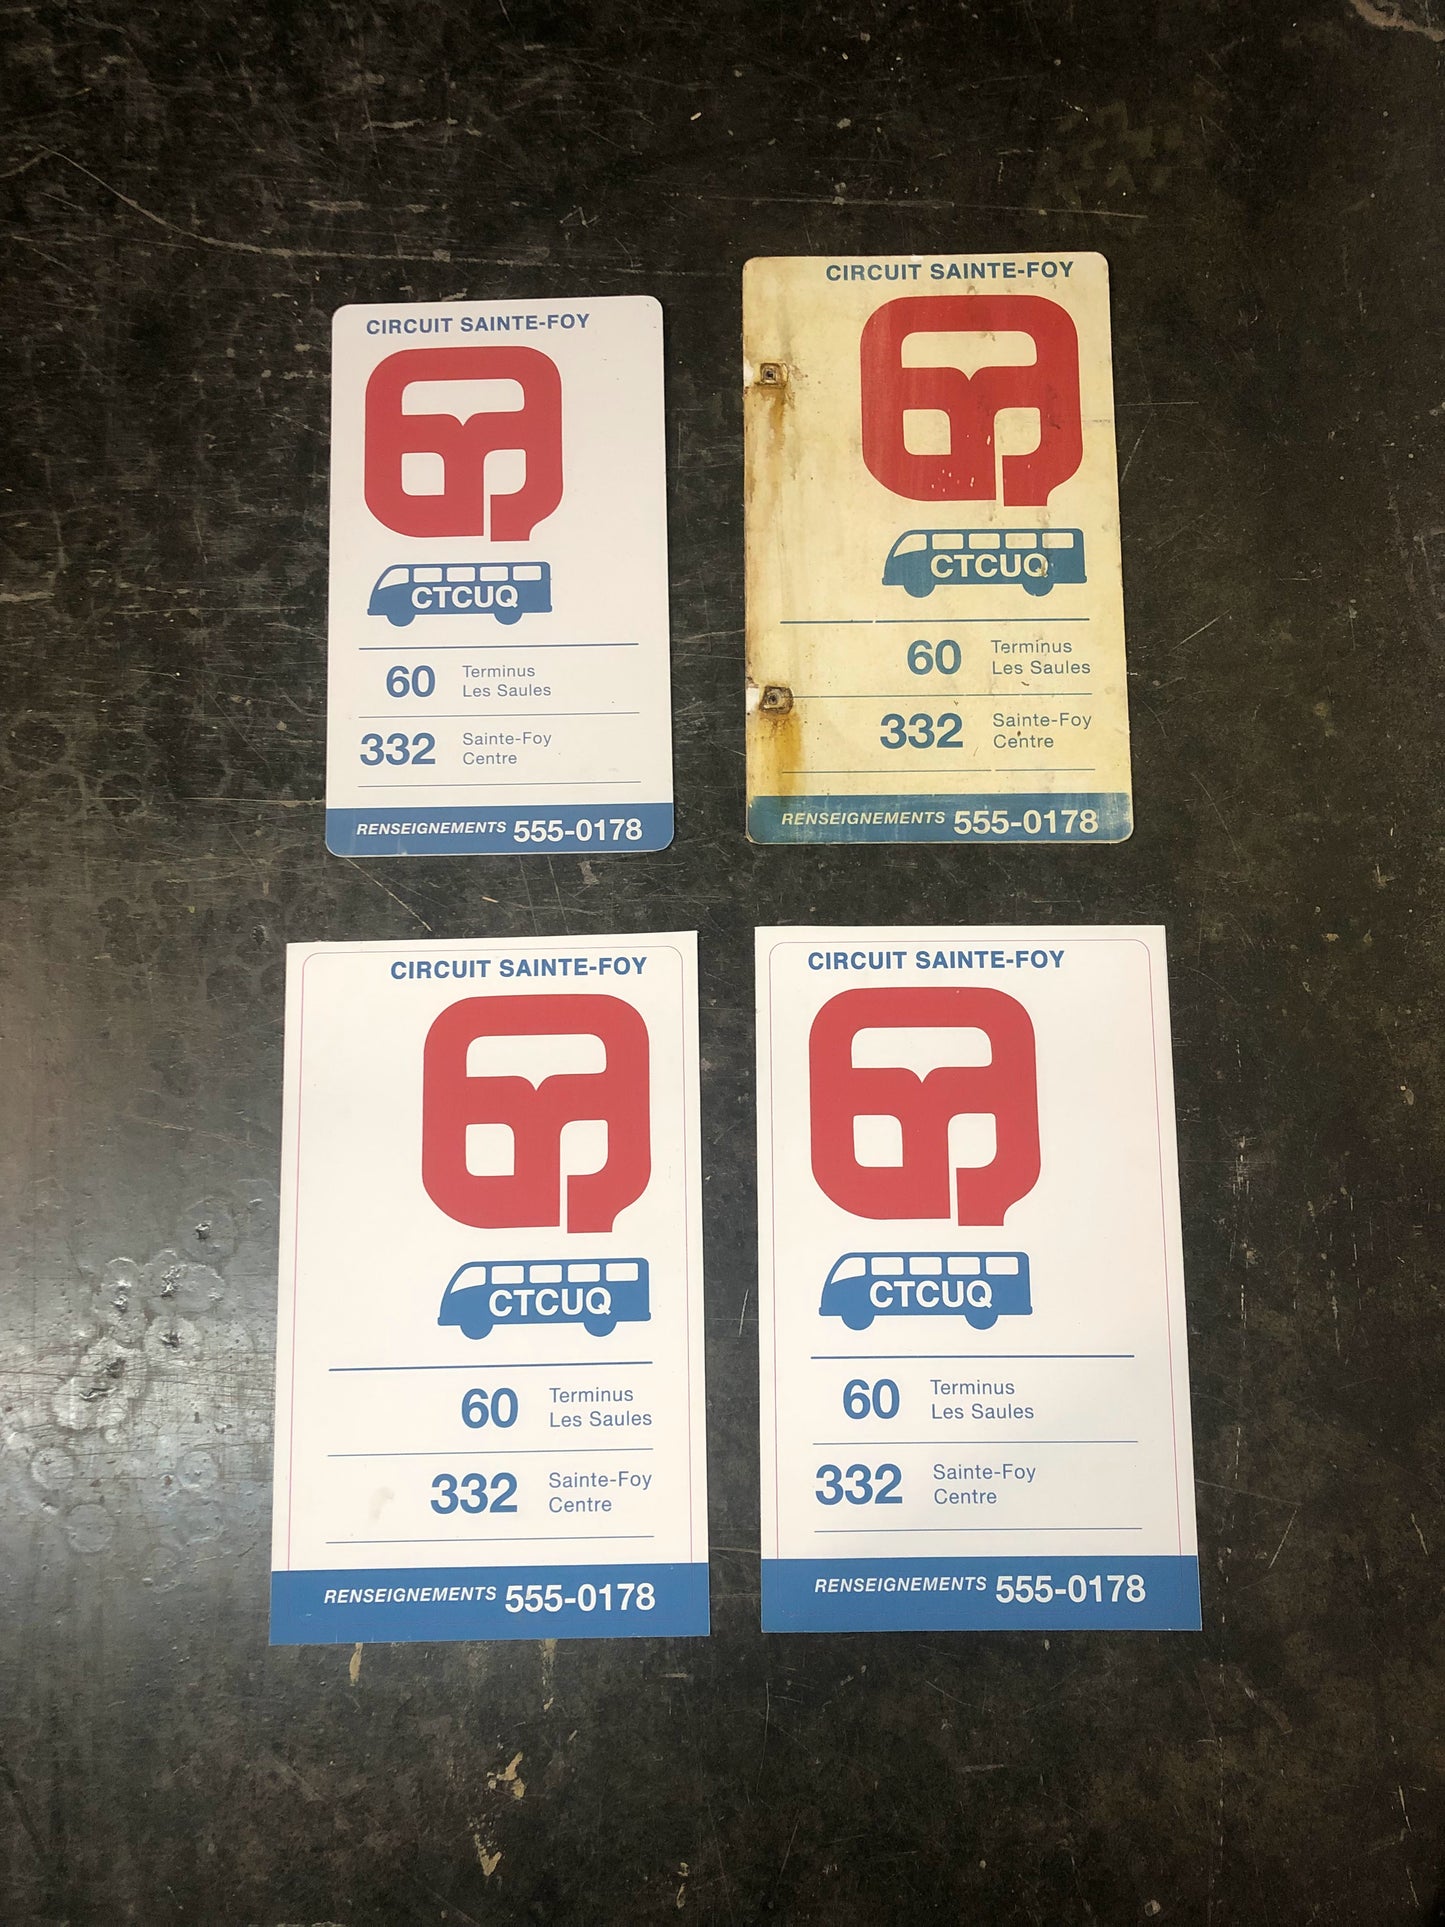 CIRCUIT SAINTE-FOY
CTCUQ
60 Terminus
Les Saules
332 Sainte-Foy
Centre
RENSEIGNEMENTS 555-0178
CIRCUIT SAINTE-FOY
CTCUQ
60 Terminus
Les Saules
332 Sainte-Foy
Centre
RENSEIGNEMENTS 555-0178
CIRCUIT SAINTE-FOY
CTCUQ
60 Terminus
Les Saules
332 Sainte-Foy
Centre
RENSEIGNEMENTS 555-0178
CIRCUIT SAINTE-FOY
CTCUQ
60 Terminus
Les Saules
332 Sainte-Foy
Centre
RENSEIGNEMENTS 555-0178